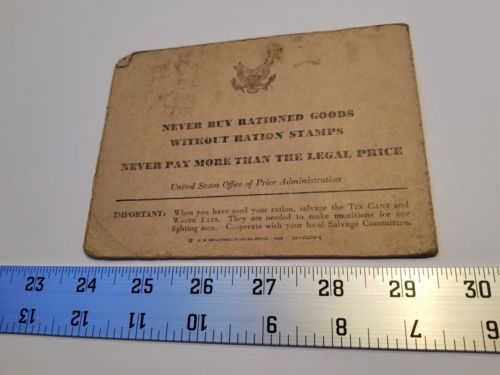 NEVER BUY RATIONED GOODS
WITHOUT RATION STAMPS
NEVER PAY MORE THAN THE LEGAL PRICE
United States Office of Price Administration
IMPORTANT: When you have used your ration, salvage the TIN CANS and
WASTE FATS. They are needed to make munitions for our
fighting men. Cooperate with your local Salvage Committee.
U. S. GOVERNMENT PRINTING OFFICE
23 24 25 26 27 28 29 30
13 12 11 10 9 8 7 6